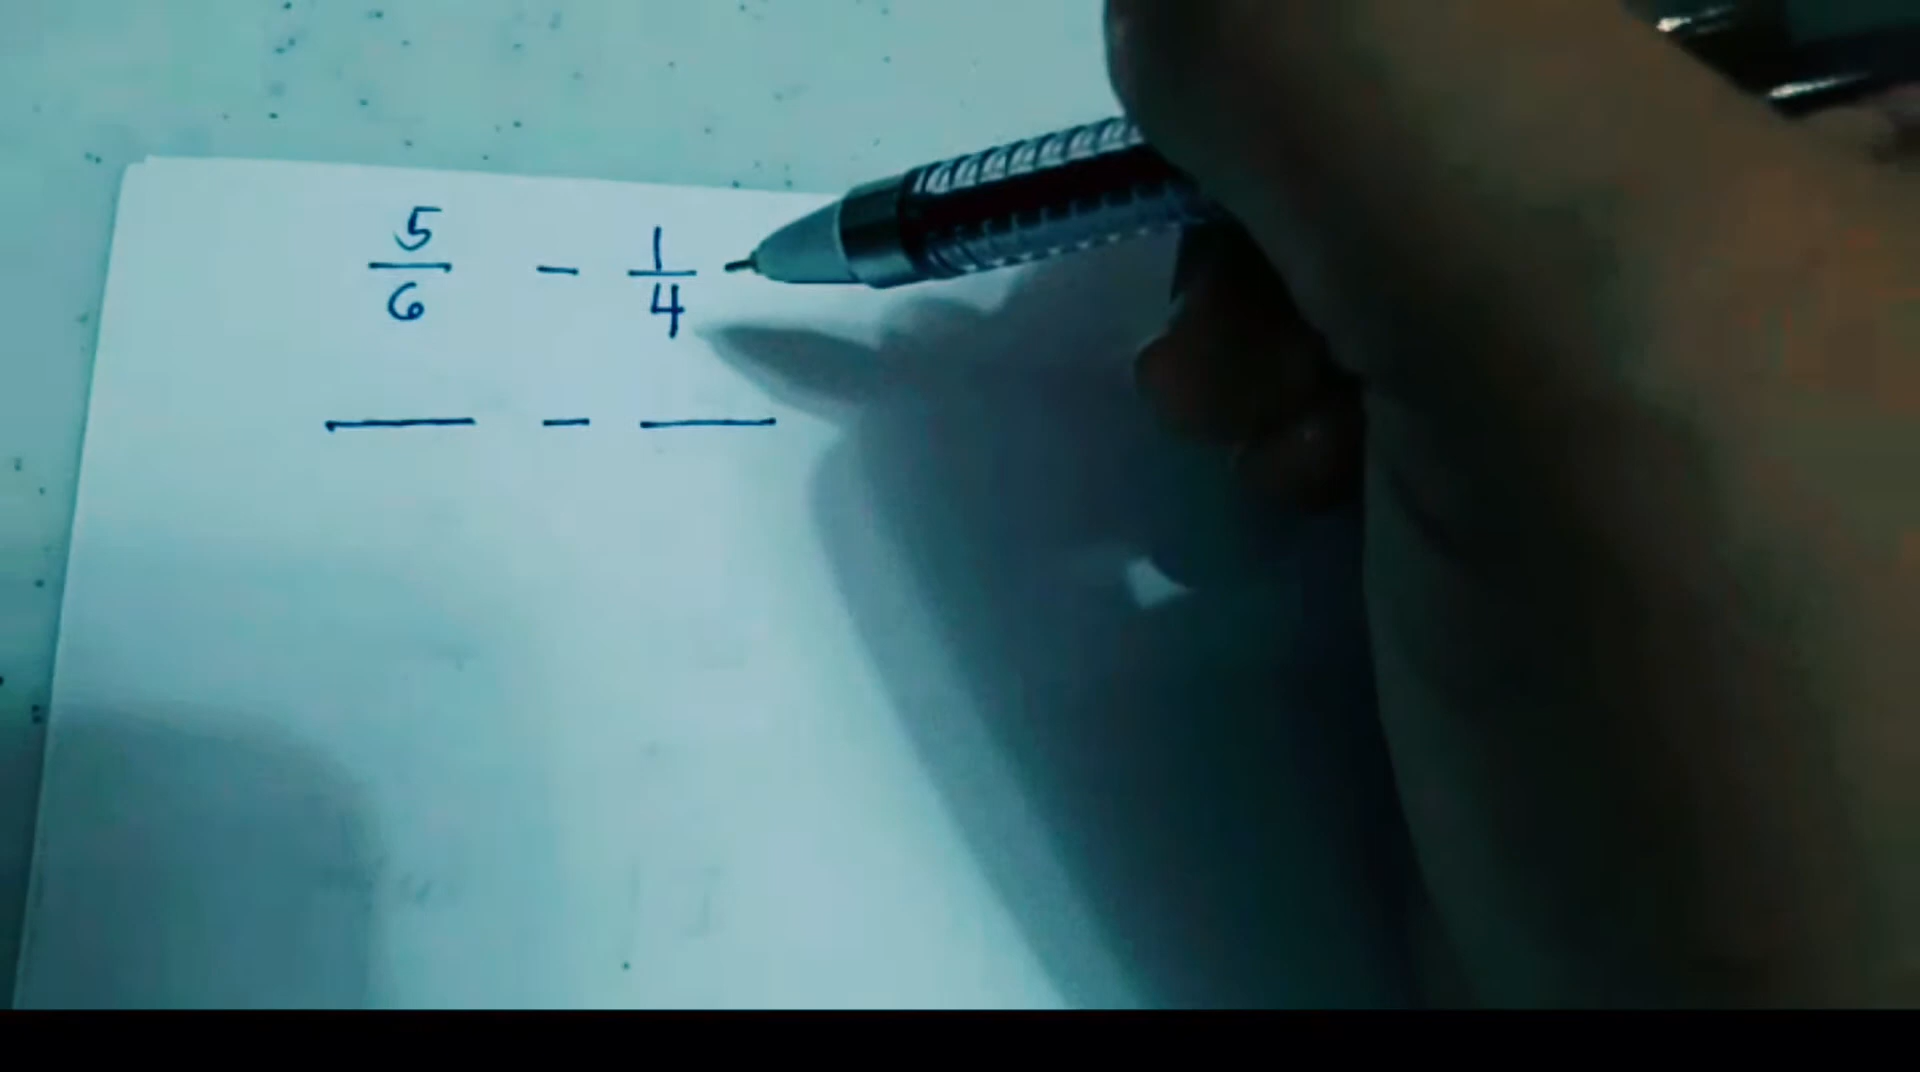 5/6 - 1/4
___ - ___